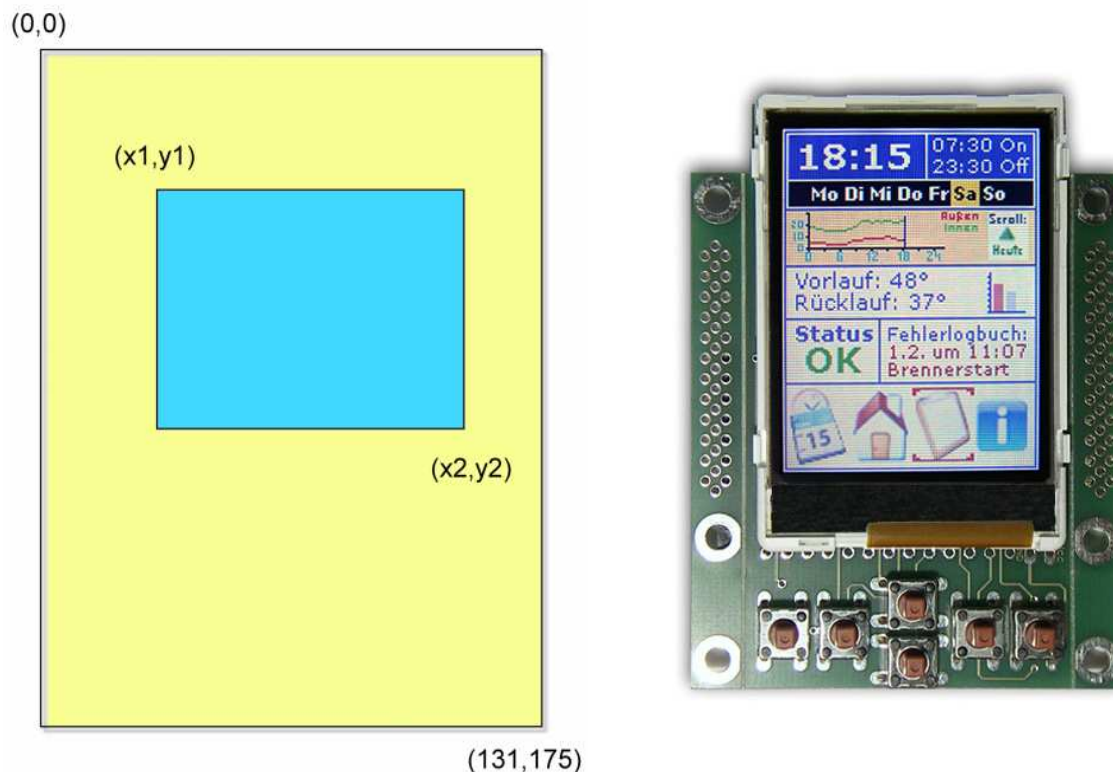 (0,0)
(x1,y1)
(x2,y2)
(131,175)
18:15
07:30 On
23:30 Off
Mo Di Mi Do Fr Sa So
20
10
0 6 12 18 24
Außen
Innen
Scroll:
Heute
Vorlauf: 48°
Rücklauf: 37°
Status
OK
Fehlerlogbuch:
1.2. um 11:07
Brennerstart
15
i